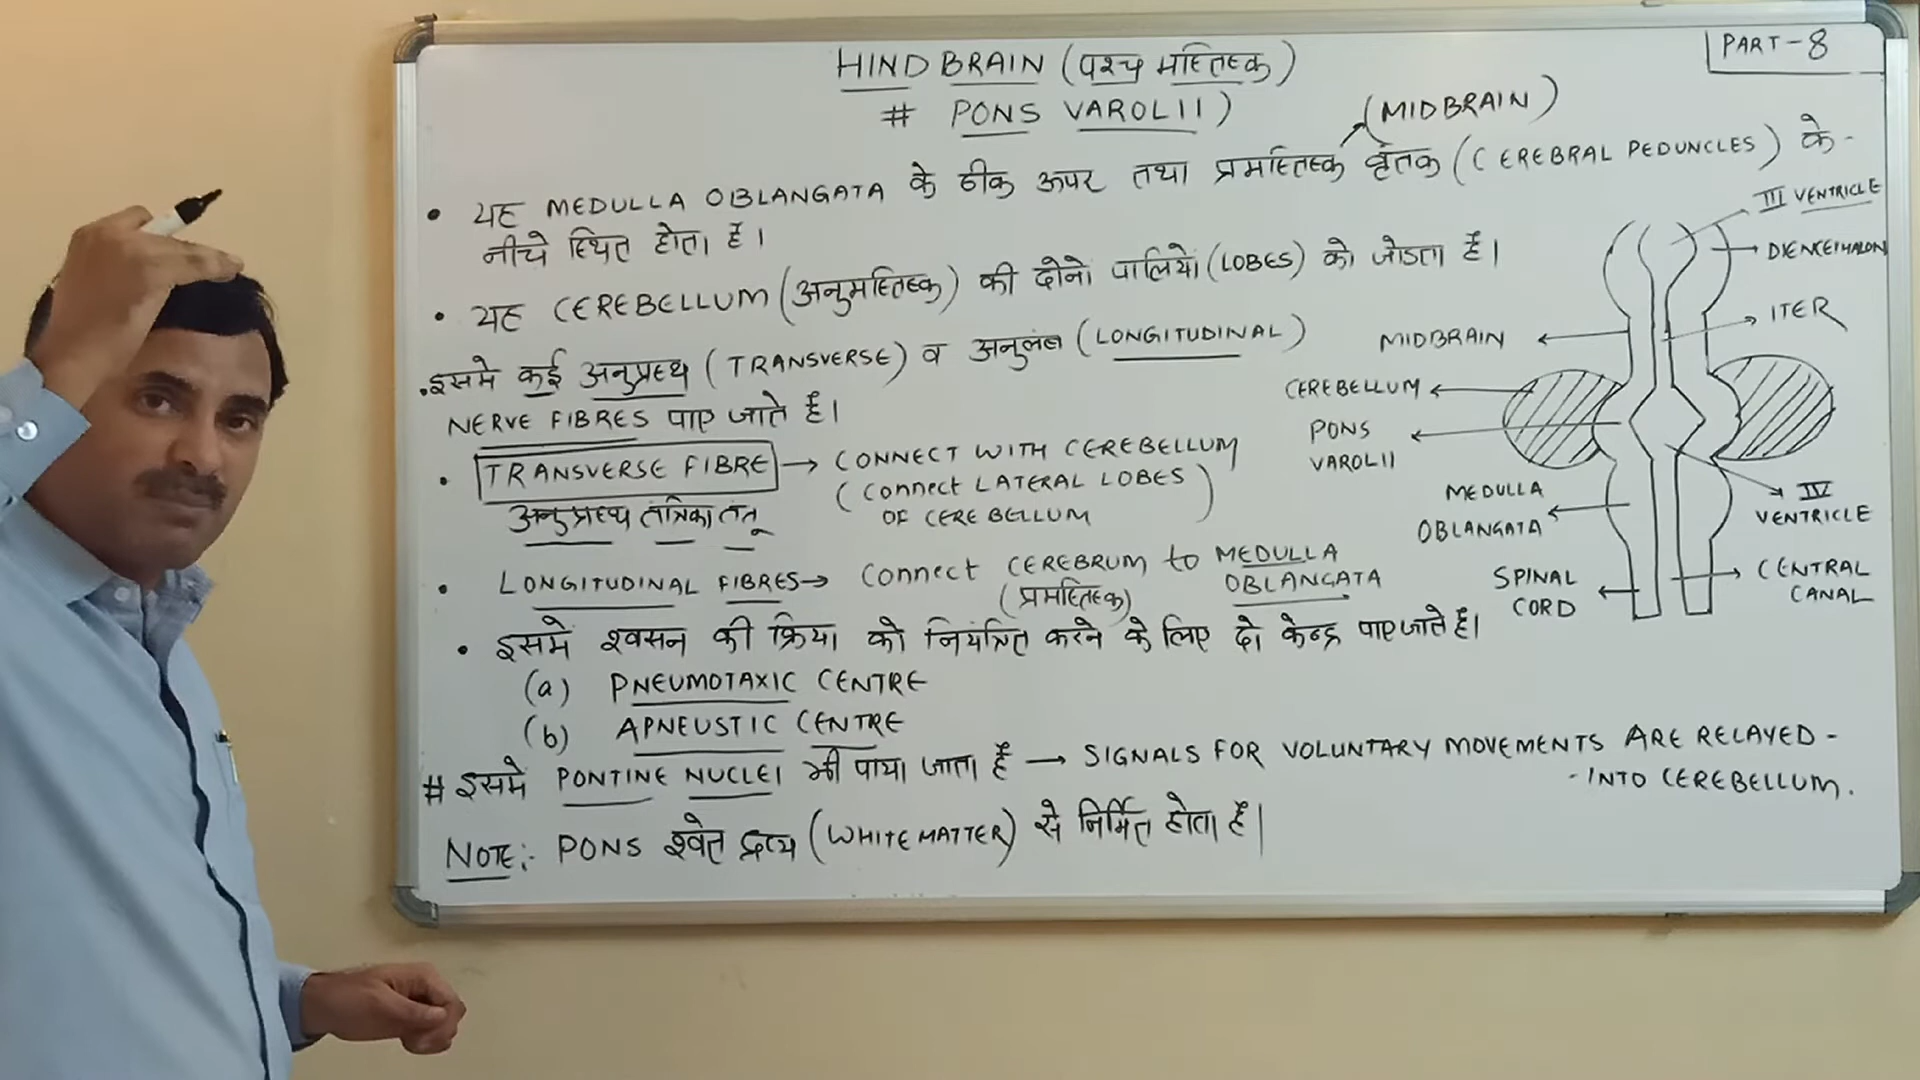 PART-8
HIND BRAIN (पश्च मस्तिष्क)
# PONS VAROLII)
(MIDBRAIN)
• यह MEDULLA OBLANGATA के ठीक ऊपर तथा प्रमस्तिष्क वृंतक (CEREBRAL PEDUNCLES) के-
नीचे स्थित होता है।
• यह CEREBELLUM (अनुमस्तिष्क) की दोनो पालियो (LOBES) को जोडता है।
• इसमे कई अनुप्रस्थ (TRANSVERSE) व अनुलंब (LONGITUDINAL)
NERVE FIBRES पाए जाते है।
• TRANSVERSE FIBRE → CONNECT WITH CEREBELLUM
(Connect LATERAL LOBES
OF CEREBELLUM)
अनुप्रस्थ तंत्रिका तंतू
• LONGITUDINAL FIBRES → Connect CEREBRUM to MEDULLA
(प्रमस्तिष्क) OBLANGATA
• इसमे श्वसन की क्रिया को नियंत्रित करने के लिए दो केन्द्र पाए जाते है।
(a) PNEUMOTAXIC CENTRE
(b) APNEUSTIC CENTRE
# इसमे PONTINE NUCLEI भी पाया जाता है → SIGNALS FOR VOLUNTARY MOVEMENTS ARE RELAYED -
- INTO CEREBELLUM.
NOTE:- PONS श्वेत द्रव्य (WHITE MATTER) से निर्मित होता है।
III VENTRICLE
DIENCEPHALON
ITER
MIDBRAIN
CEREBELLUM
PONS
VAROLII
MEDULLA
OBLANGATA
IV
VENTRICLE
SPINAL
CORD
CENTRAL
CANAL